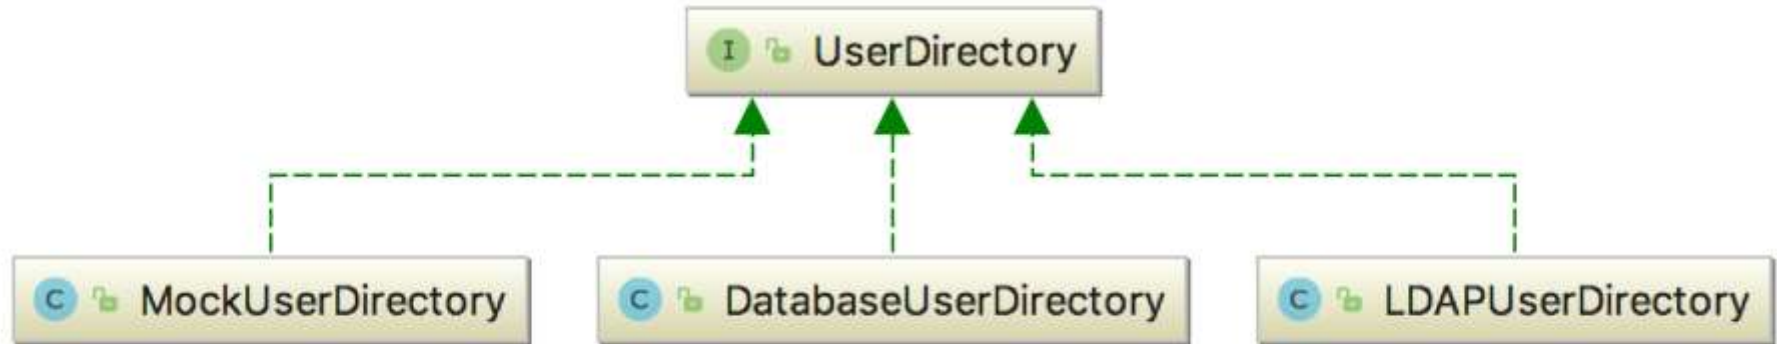 I UserDirectory
C MockUserDirectory
C DatabaseUserDirectory
C LDAPUserDirectory